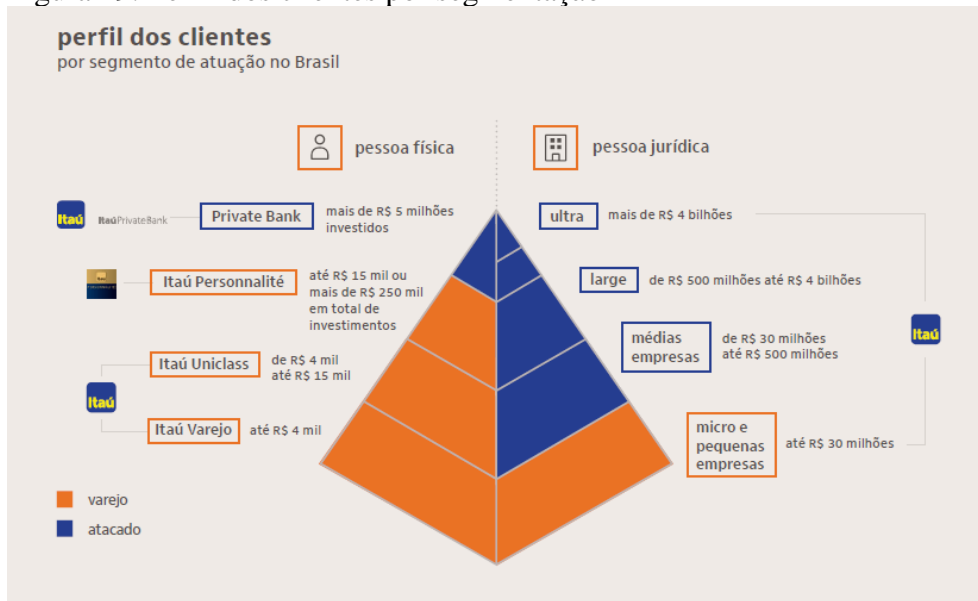 perfil dos clientes
por segmento de atuação no Brasil
pessoa física
pessoa jurídica
Itaú
ItaúPrivateBank
Private Bank
mais de R$ 5 milhões
investidos
Itaú Personnalité
até R$ 15 mil ou
mais de R$ 250 mil
em total de
investimentos
Itaú Uniclass
de R$ 4 mil
até R$ 15 mil
Itaú
Itaú Varejo
até R$ 4 mil
ultra
mais de R$ 4 bilhões
large
de R$ 500 milhões até R$ 4 bilhões
médias
empresas
de R$ 30 milhões
até R$ 500 milhões
Itaú
micro e
pequenas
empresas
até R$ 30 milhões
varejo
atacado